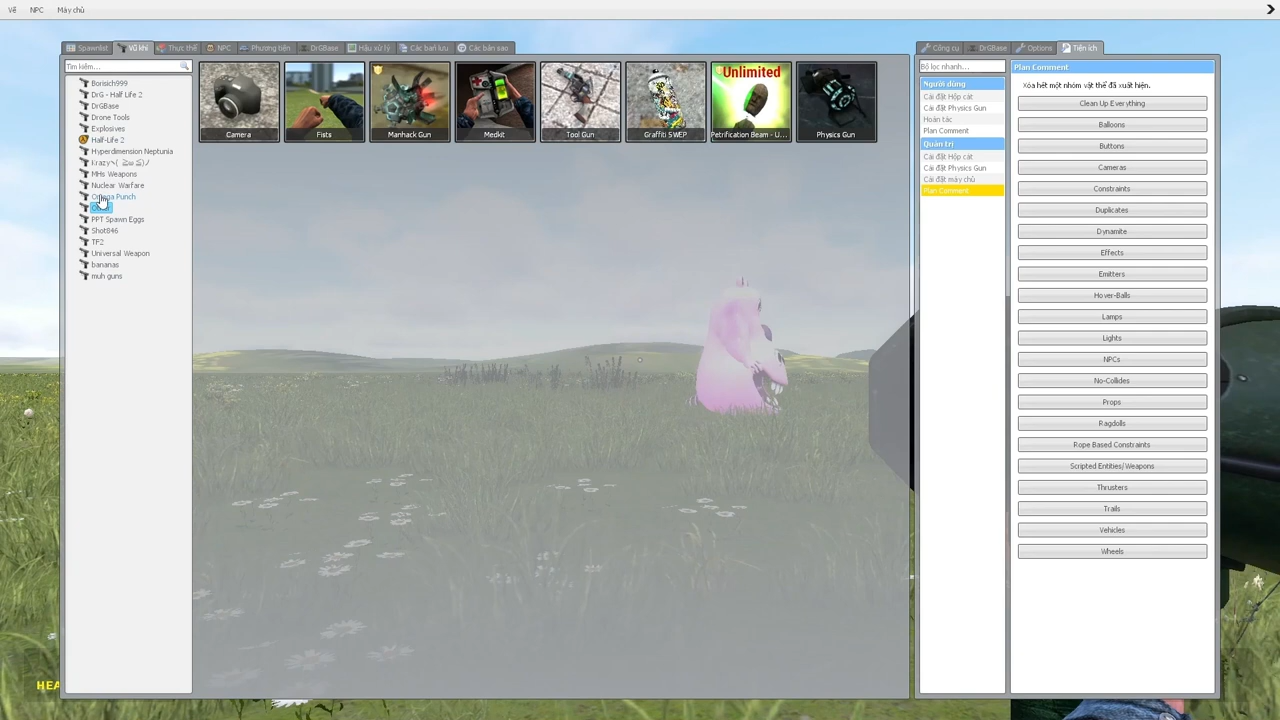 Vẽ NPC Máy chủ
Spawnlist Vũ khí Thực thể NPC Phương tiện DrGBase Hậu xử lý Các bản lưu Các bản sao
Công cụ DrGBase Options Tiện ích
Tìm kiếm...
Borisich999
DrG - Half Life 2
DrGBase
Drone Tools
Explosives
Half-Life 2
Hyperdimension Neptunia
MHs Weapons
Nuclear Warfare
Omega Punch
PPT Spawn Eggs
Shot846
TF2
Universal Weapon
bananas
muh guns
Unlimited
Camera Fists Manhack Gun Medkit Tool Gun Graffiti SWEP Petrification Beam - U... Physics Gun
Bộ lọc nhanh...
Người dùng
Cài đặt Hộp cát
Cài đặt Physics Gun
Hoàn tác
Plan Comment
Quản trị
Cài đặt Hộp cát
Cài đặt Physics Gun
Cài đặt máy chủ
Plan Comment
Plan Comment
Xóa hết một nhóm vật thể đã xuất hiện.
Clean Up Everything
Balloons
Buttons
Cameras
Constraints
Duplicates
Dynamite
Effects
Emitters
Hover-Balls
Lamps
Lights
NPCs
No-Collides
Props
Ragdolls
Rope Based Constraints
Scripted Entities/Weapons
Thrusters
Trails
Vehicles
Wheels
HEA